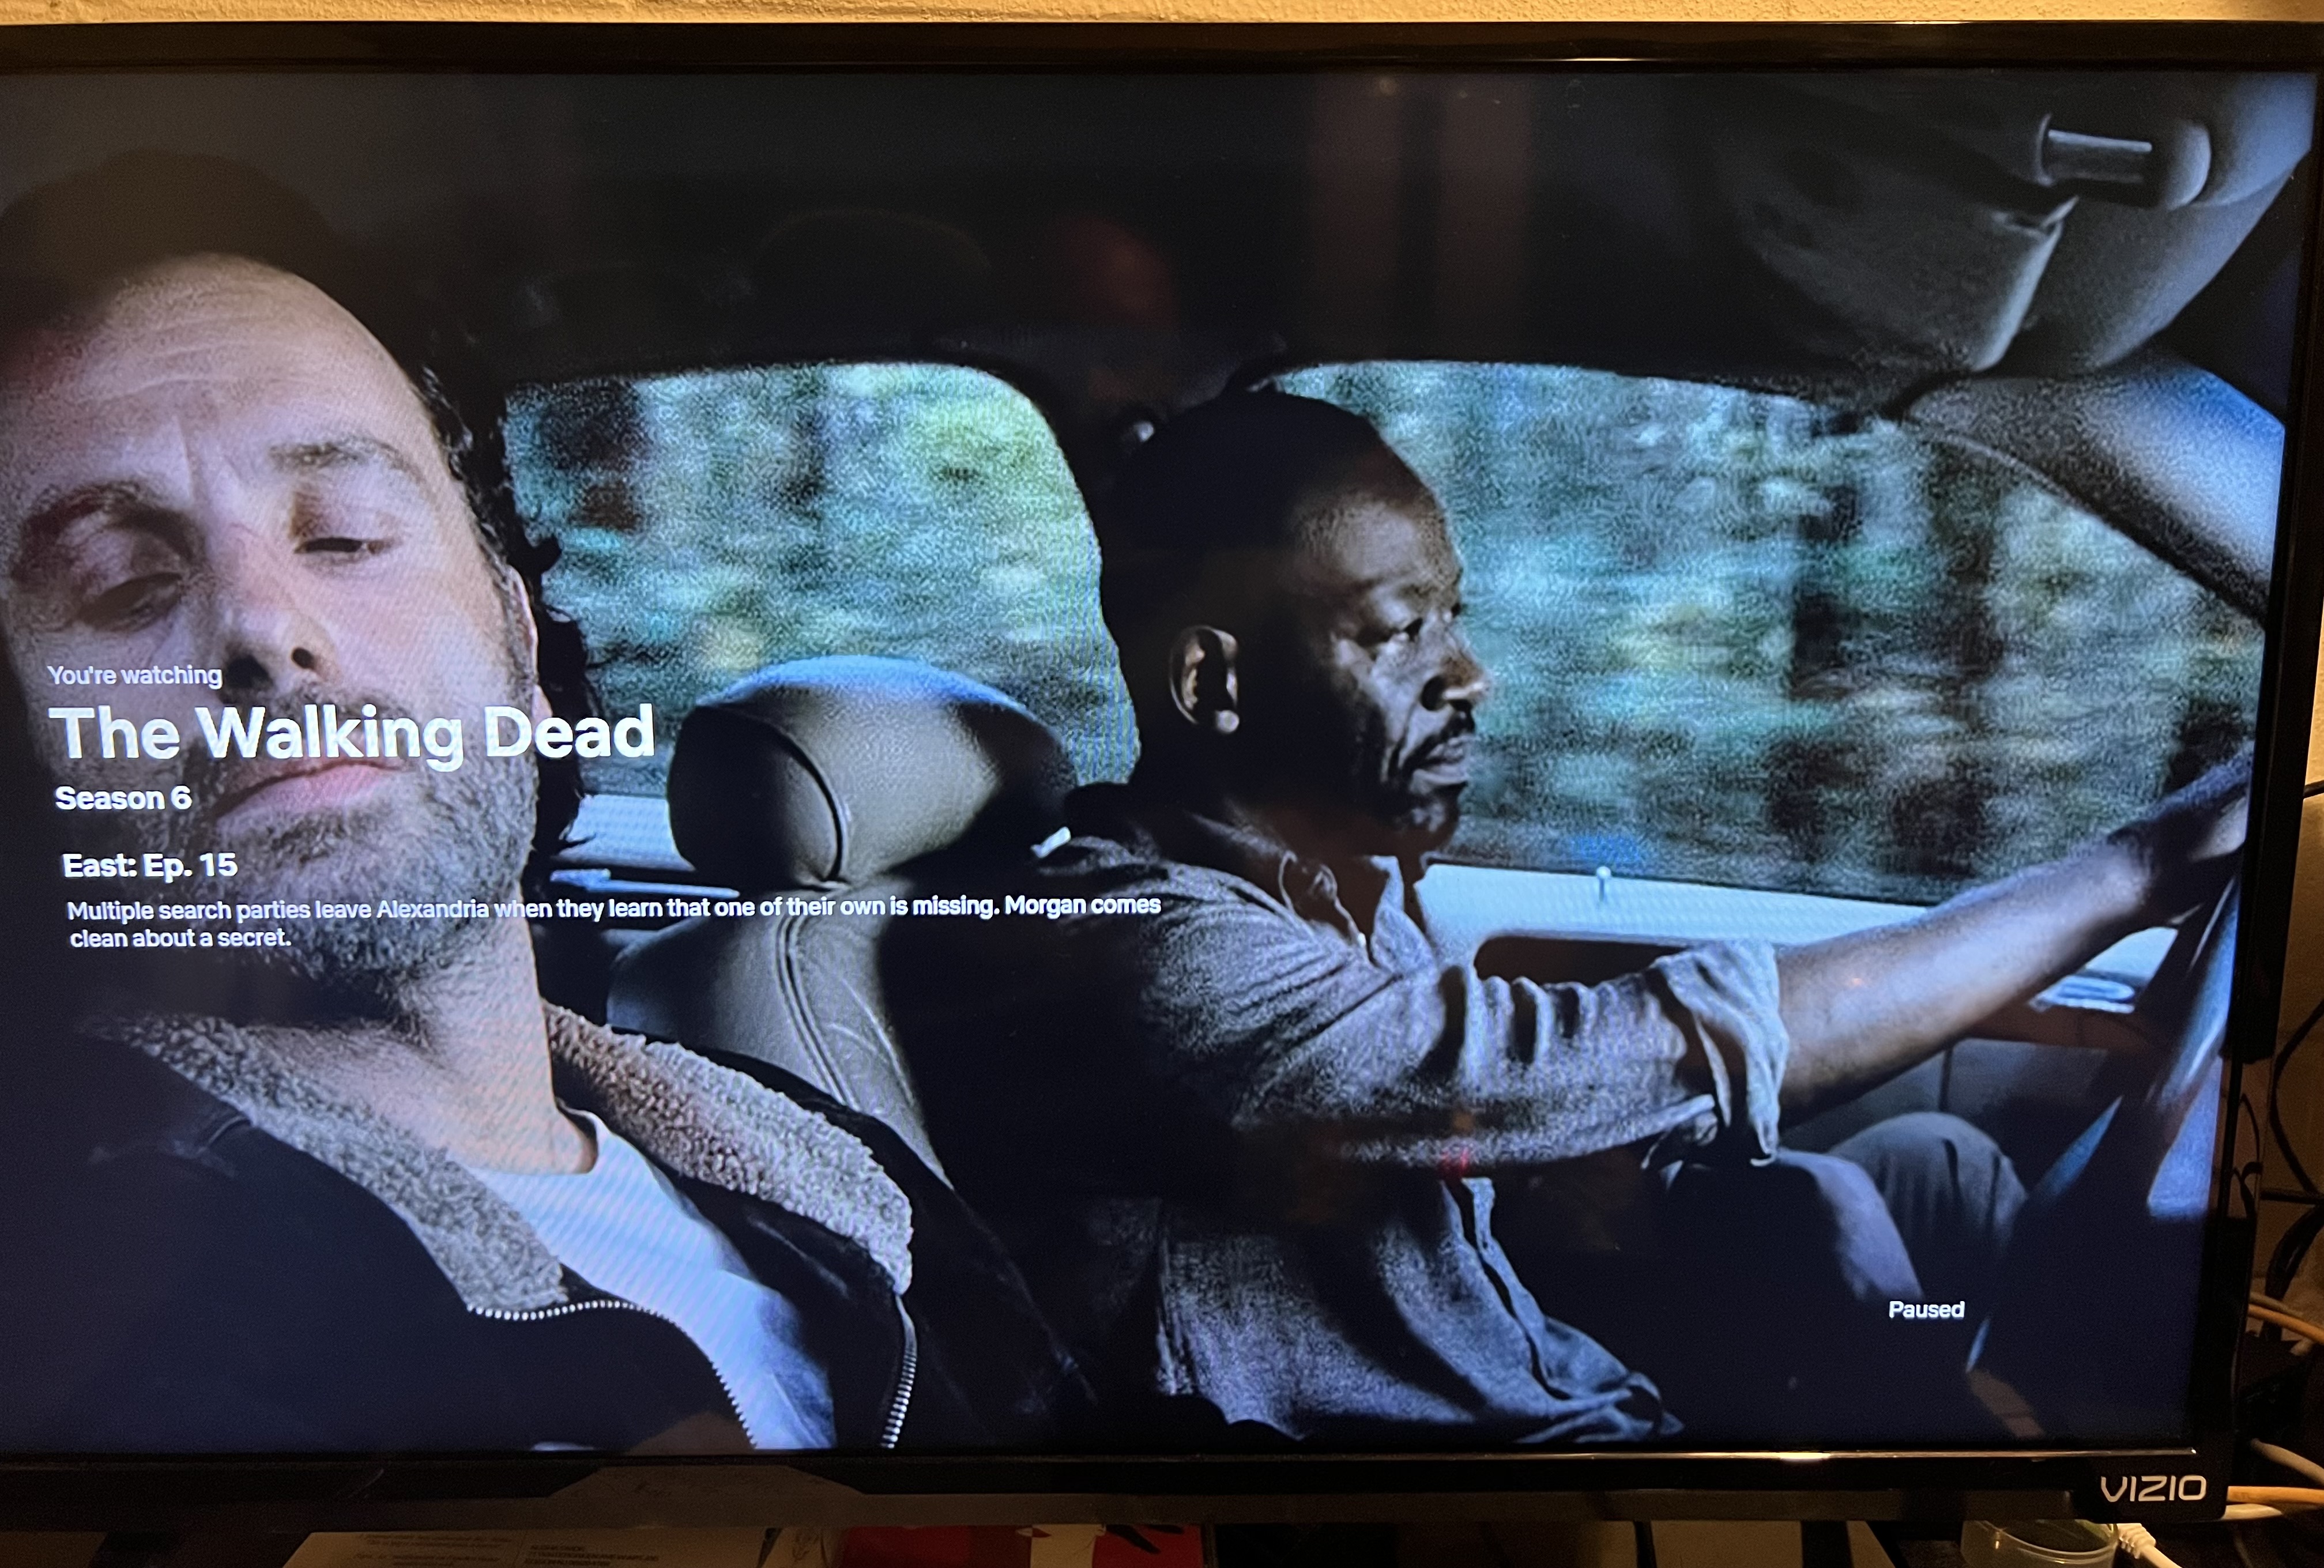 You're watching
The Walking Dead
Season 6
East: Ep. 15
Multiple search parties leave Alexandria when they learn that one of their own is missing. Morgan comes
clean about a secret.
Paused
VIZIO